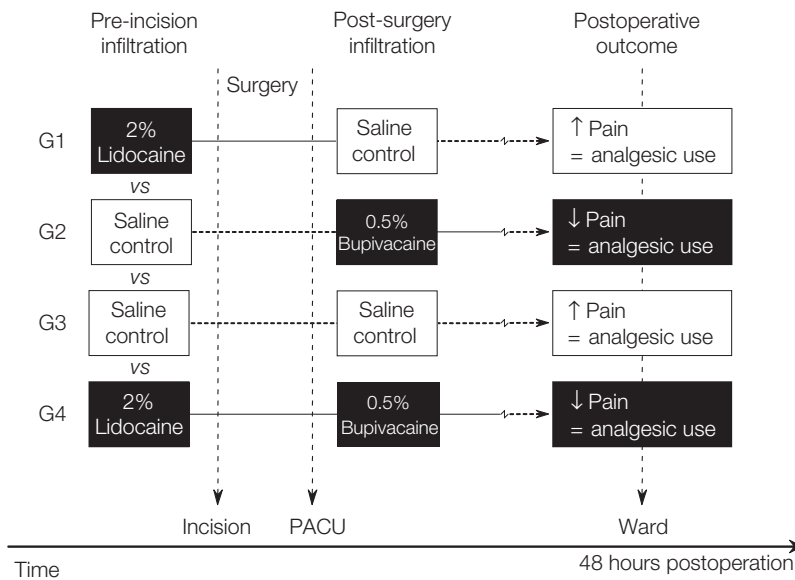 Pre-incision
infiltration
Post-surgery
infiltration
Postoperative
outcome
Surgery
G1
2%
Lidocaine
Saline
control
↑ Pain
= analgesic use
vs
G2
Saline
control
0.5%
Bupivacaine
↓ Pain
= analgesic use
vs
G3
Saline
control
Saline
control
↑ Pain
= analgesic use
vs
G4
2%
Lidocaine
0.5%
Bupivacaine
↓ Pain
= analgesic use
Incision
PACU
Ward
Time
48 hours postoperation